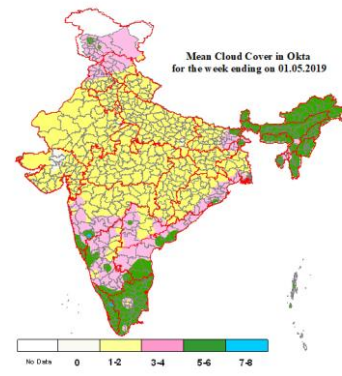 Mean Cloud Cover in Okta
for the week ending on 01.05.2019
No Data 0 1-2 3-4 5-6 7-8